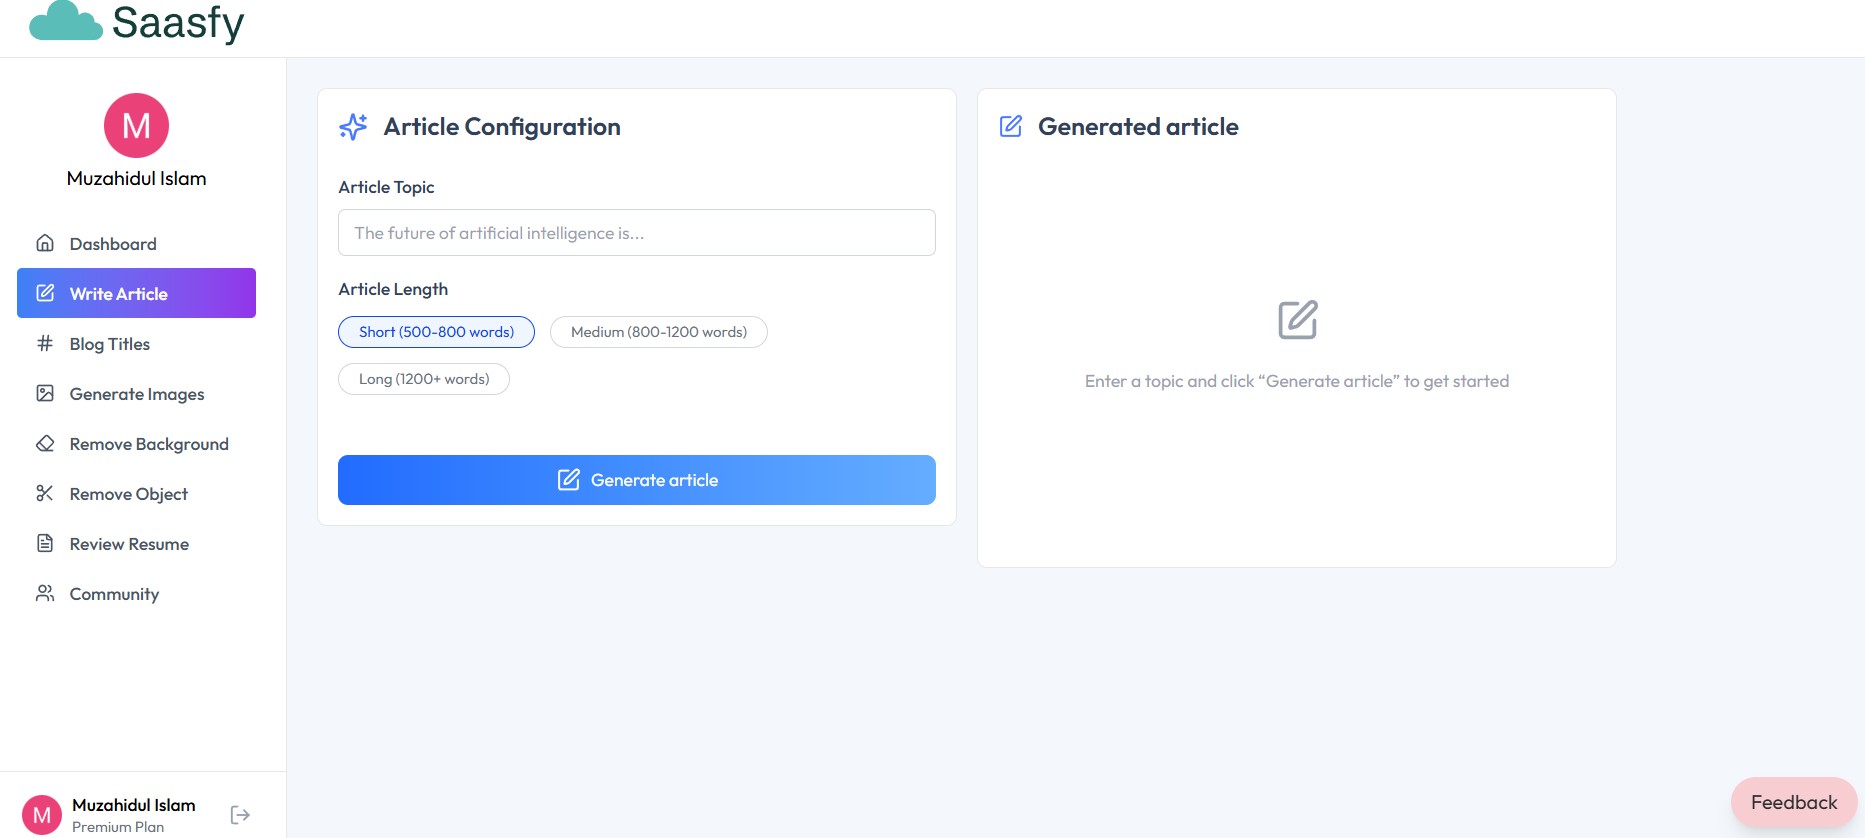 Saasfy
M
Muzahidul Islam
Dashboard
Write Article
Blog Titles
Generate Images
Remove Background
Remove Object
Review Resume
Community
M
Muzahidul Islam
Premium Plan
Article Configuration
Article Topic
The future of artificial intelligence is...
Article Length
Short (500-800 words)
Medium (800-1200 words)
Long (1200+ words)
Generate article
Generated article
Enter a topic and click “Generate article” to get started
Feedback